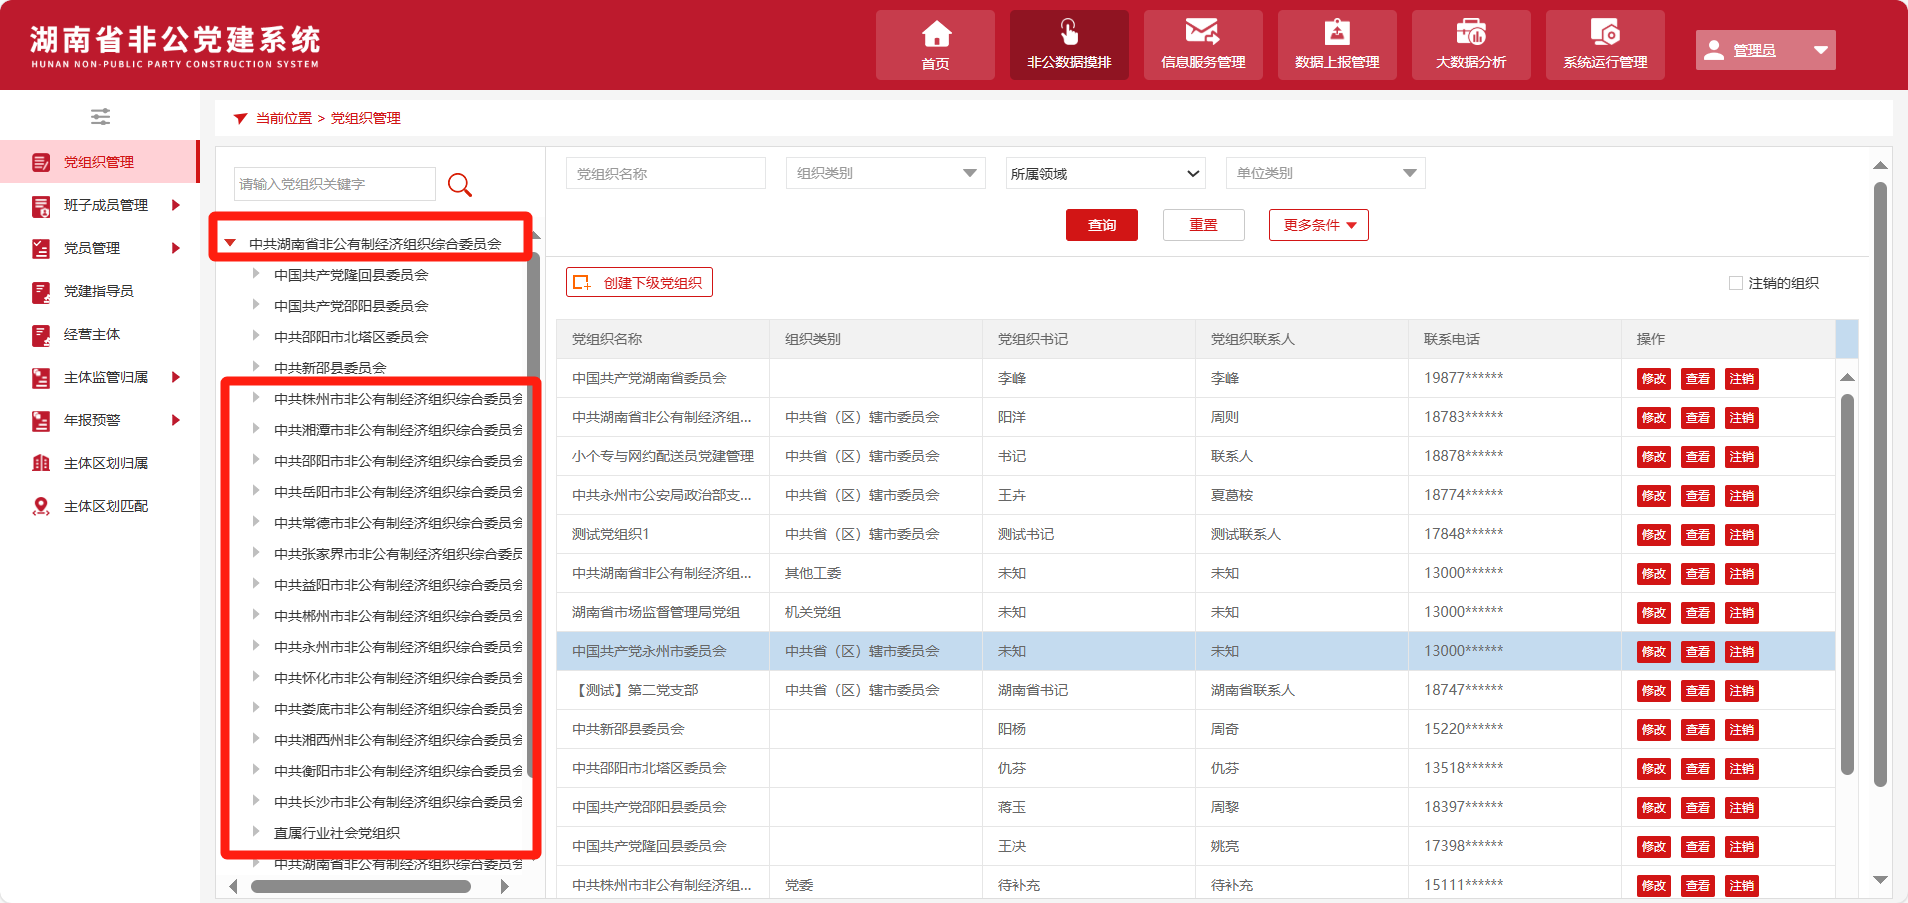 湖南省非公党建系统
HUNAN NON-PUBLIC PARTY CONSTRUCTION SYSTEM
首页
非公数据摸排
信息服务管理
数据上报管理
大数据分析
系统运行管理
管理员
党组织管理
班子成员管理
党员管理
党建指导员
经营主体
主体监管归属
年报预警
主体区划归属
主体区划匹配
当前位置 > 党组织管理
请输入党组织关键字
中共湖南省非公有制经济组织综合委员会
中国共产党隆回县委员会
中国共产党邵阳县委员会
中共邵阳市北塔区委员会
中共新邵县委员会
中共株州市非公有制经济组织综合委员会
中共湘潭市非公有制经济组织综合委员会
中共邵阳市非公有制经济组织综合委员会
中共岳阳市非公有制经济组织综合委员会
中共常德市非公有制经济组织综合委员会
中共张家界市非公有制经济组织综合委员
中共益阳市非公有制经济组织综合委员会
中共郴州市非公有制经济组织综合委员会
中共永州市非公有制经济组织综合委员会
中共怀化市非公有制经济组织综合委员会
中共娄底市非公有制经济组织综合委员会
中共湘西州非公有制经济组织综合委员会
中共衡阳市非公有制经济组织综合委员会
中共长沙市非公有制经济组织综合委员会
直属行业社会党组织
中共湖南省非公有制经济组织综合委员会
党组织名称 组织类别 所属领域 单位类别
查询 重置 更多条件
创建下级党组织 注销的组织
党组织名称 组织类别 党组织书记 党组织联系人 联系电话 操作
中国共产党湖南省委员会 李峰 李峰 19877****** 修改 查看 注销
中共湖南省非公有制经济组... 中共省（区）辖市委员会 阳洋 周则 18783****** 修改 查看 注销
小个专与网约配送员党建管理 中共省（区）辖市委员会 书记 联系人 18878****** 修改 查看 注销
中共永州市公安局政治部支... 中共省（区）辖市委员会 王卉 夏葛桉 18774****** 修改 查看 注销
测试党组织1 中共省（区）辖市委员会 测试书记 测试联系人 17848****** 修改 查看 注销
中共湖南省非公有制经济组... 其他工委 未知 未知 13000****** 修改 查看 注销
湖南省市场监督管理局党组 机关党组 未知 未知 13000****** 修改 查看 注销
中国共产党永州市委员会 中共省（区）辖市委员会 未知 未知 13000****** 修改 查看 注销
【测试】第二党支部 中共省（区）辖市委员会 湖南省书记 湖南省联系人 18747****** 修改 查看 注销
中共新邵县委员会 阳杨 周奇 15220****** 修改 查看 注销
中共邵阳市北塔区委员会 仇芬 仇芬 13518****** 修改 查看 注销
中国共产党邵阳县委员会 蒋玉 周黎 18397****** 修改 查看 注销
中国共产党隆回县委员会 王决 姚亮 17398****** 修改 查看 注销
中共株州市非公有制经济组... 党委 待补充 待补充 15111****** 修改 查看 注销